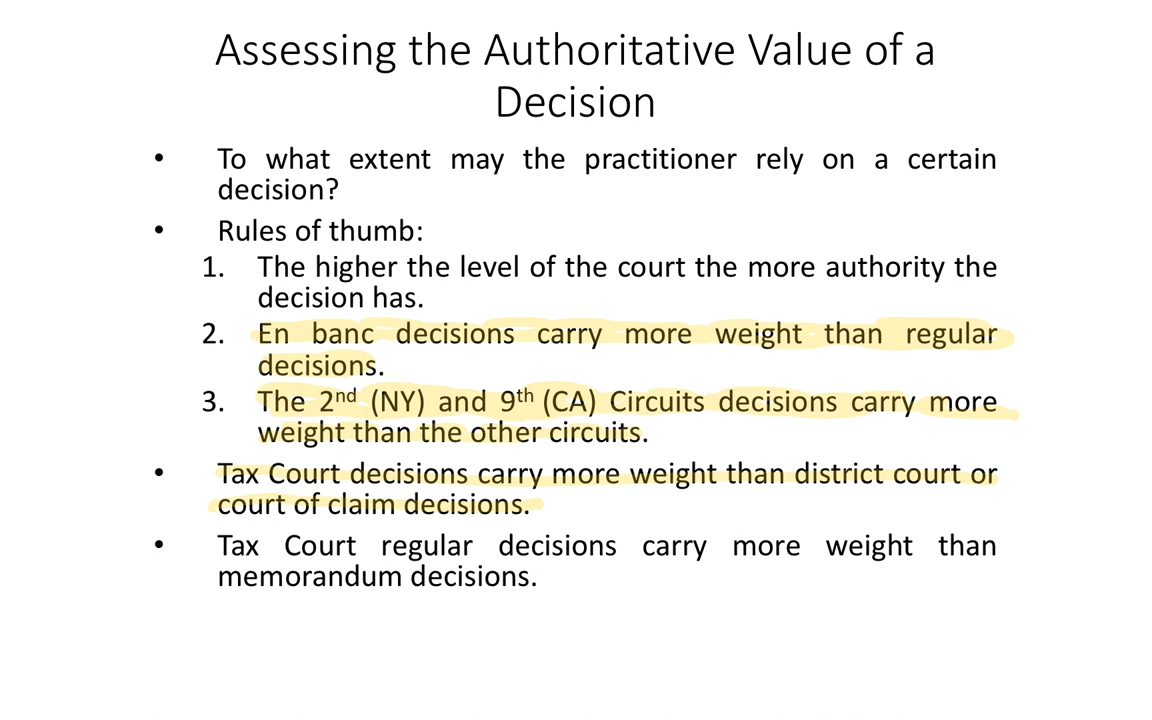 Assessing the Authoritative Value of a
Decision
• To what extent may the practitioner rely on a certain
decision?
• Rules of thumb:
1. The higher the level of the court the more authority the
decision has.
2. En banc decisions carry more weight than regular
decisions.
3. The 2nd (NY) and 9th (CA) Circuits decisions carry more
weight than the other circuits.
• Tax Court decisions carry more weight than district court or
court of claim decisions.
• Tax Court regular decisions carry more weight than
memorandum decisions.